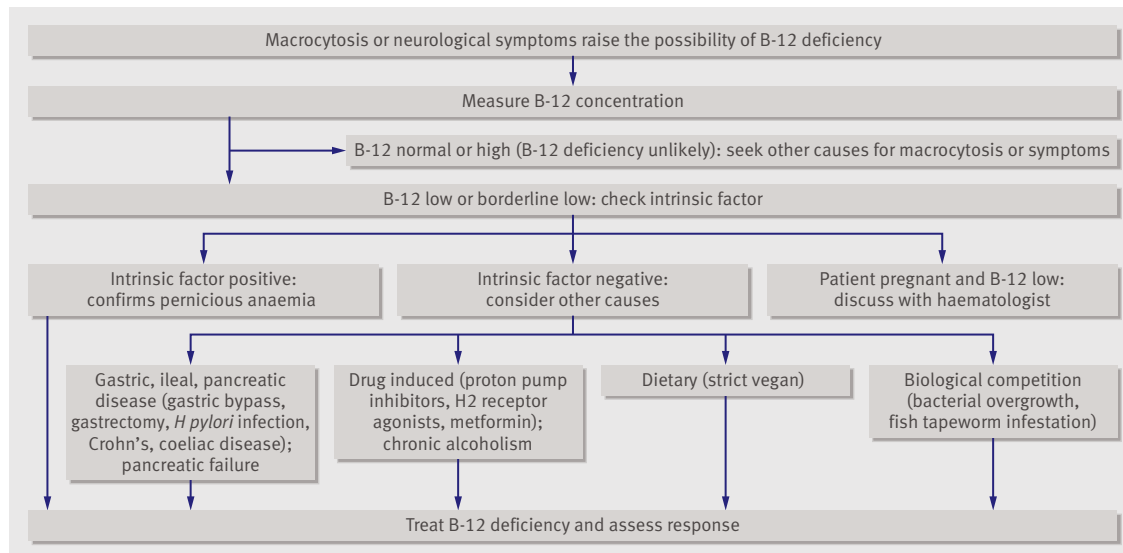 Macrocytosis or neurological symptoms raise the possibility of B-12 deficiency
Measure B-12 concentration
B-12 normal or high (B-12 deficiency unlikely): seek other causes for macrocytosis or symptoms
B-12 low or borderline low: check intrinsic factor
Intrinsic factor positive:
confirms pernicious anaemia
Intrinsic factor negative:
consider other causes
Patient pregnant and B-12 low:
discuss with haematologist
Gastric, ileal, pancreatic
disease (gastric bypass,
gastrectomy, H pylori infection,
Crohn's, coeliac disease);
pancreatic failure
Drug induced (proton pump
inhibitors, H2 receptor
agonists, metformin);
chronic alcoholism
Dietary (strict vegan)
Biological competition
(bacterial overgrowth,
fish tapeworm infestation)
Treat B-12 deficiency and assess response